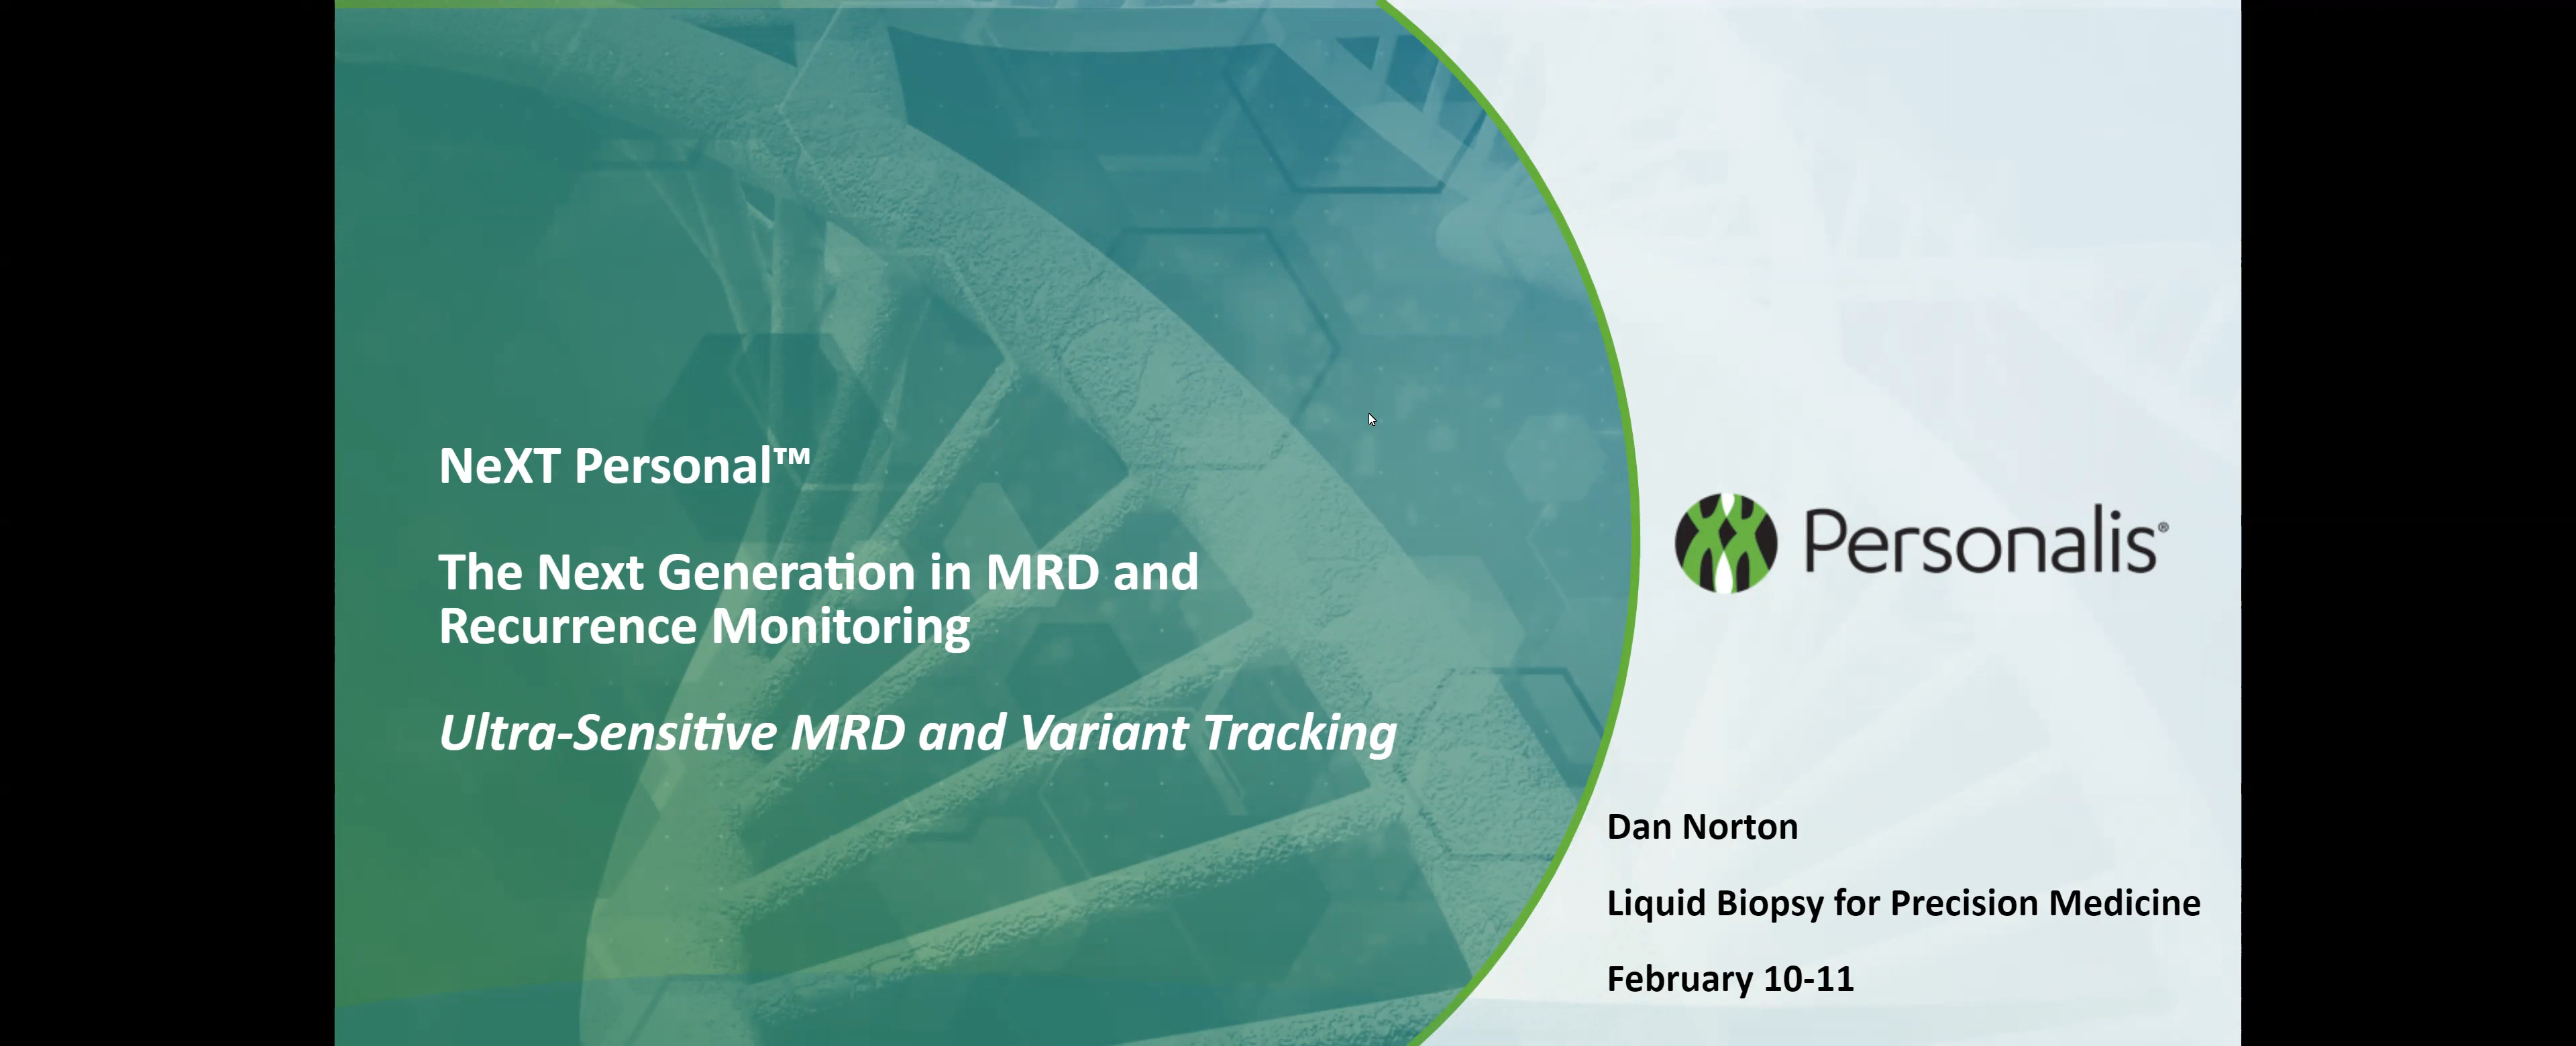 NeXT Personal™
The Next Generation in MRD and
Recurrence Monitoring
Ultra-Sensitive MRD and Variant Tracking
Personalis®
Dan Norton
Liquid Biopsy for Precision Medicine
February 10-11